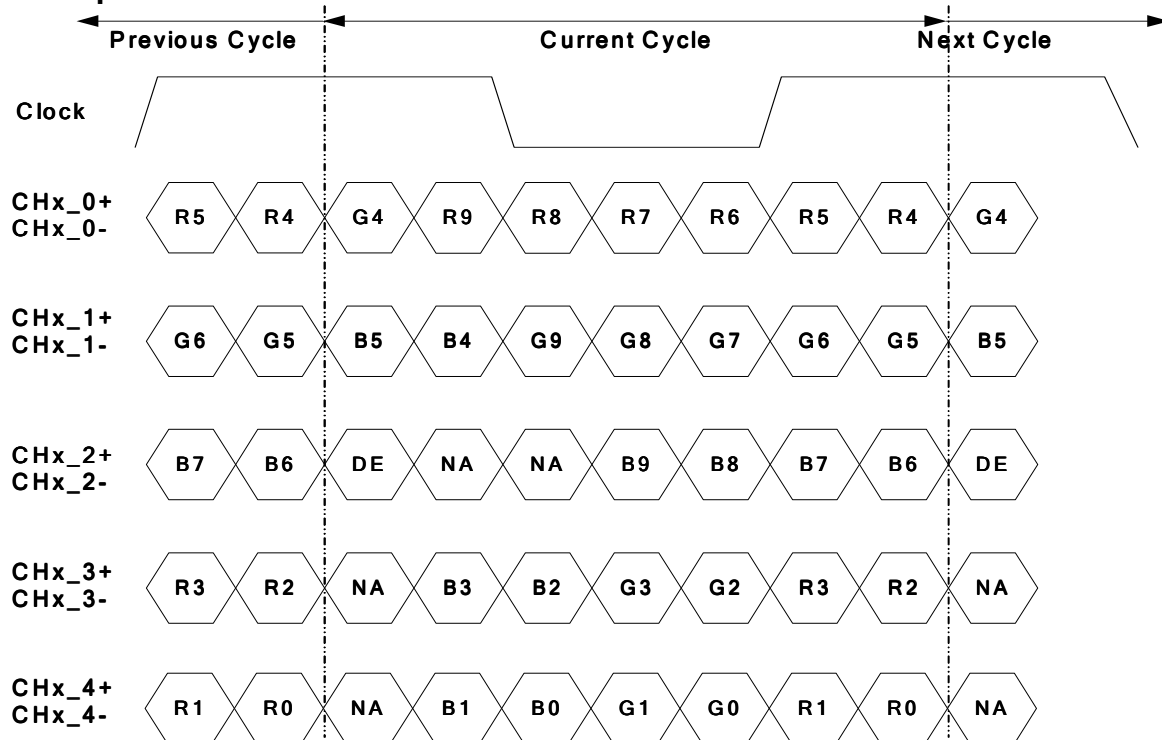 Previous Cycle Current Cycle Next Cycle
Clock
CHx_0+
CHx_0-
R5 R4 G4 R9 R8 R7 R6 R5 R4 G4
CHx_1+
CHx_1-
G6 G5 B5 B4 G9 G8 G7 G6 G5 B5
CHx_2+
CHx_2-
B7 B6 DE NA NA B9 B8 B7 B6 DE
CHx_3+
CHx_3-
R3 R2 NA B3 B2 G3 G2 R3 R2 NA
CHx_4+
CHx_4-
R1 R0 NA B1 B0 G1 G0 R1 R0 NA